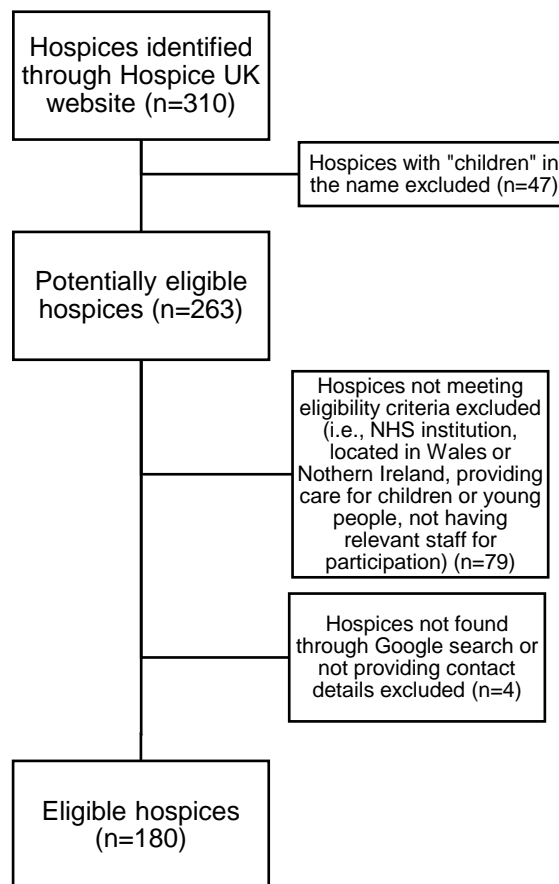 Hospices identified
through Hospice UK
website (n=310)
Hospices with "children" in
the name excluded (n=47)
Potentially eligible
hospices (n=263)
Hospices not meeting
eligibility criteria excluded
(i.e., NHS institution,
located in Wales or
Nothern Ireland, providing
care for children or young
people, not having
relevant staff for
participation) (n=79)
Hospices not found
through Google search or
not providing contact
details excluded (n=4)
Eligible hospices
(n=180)